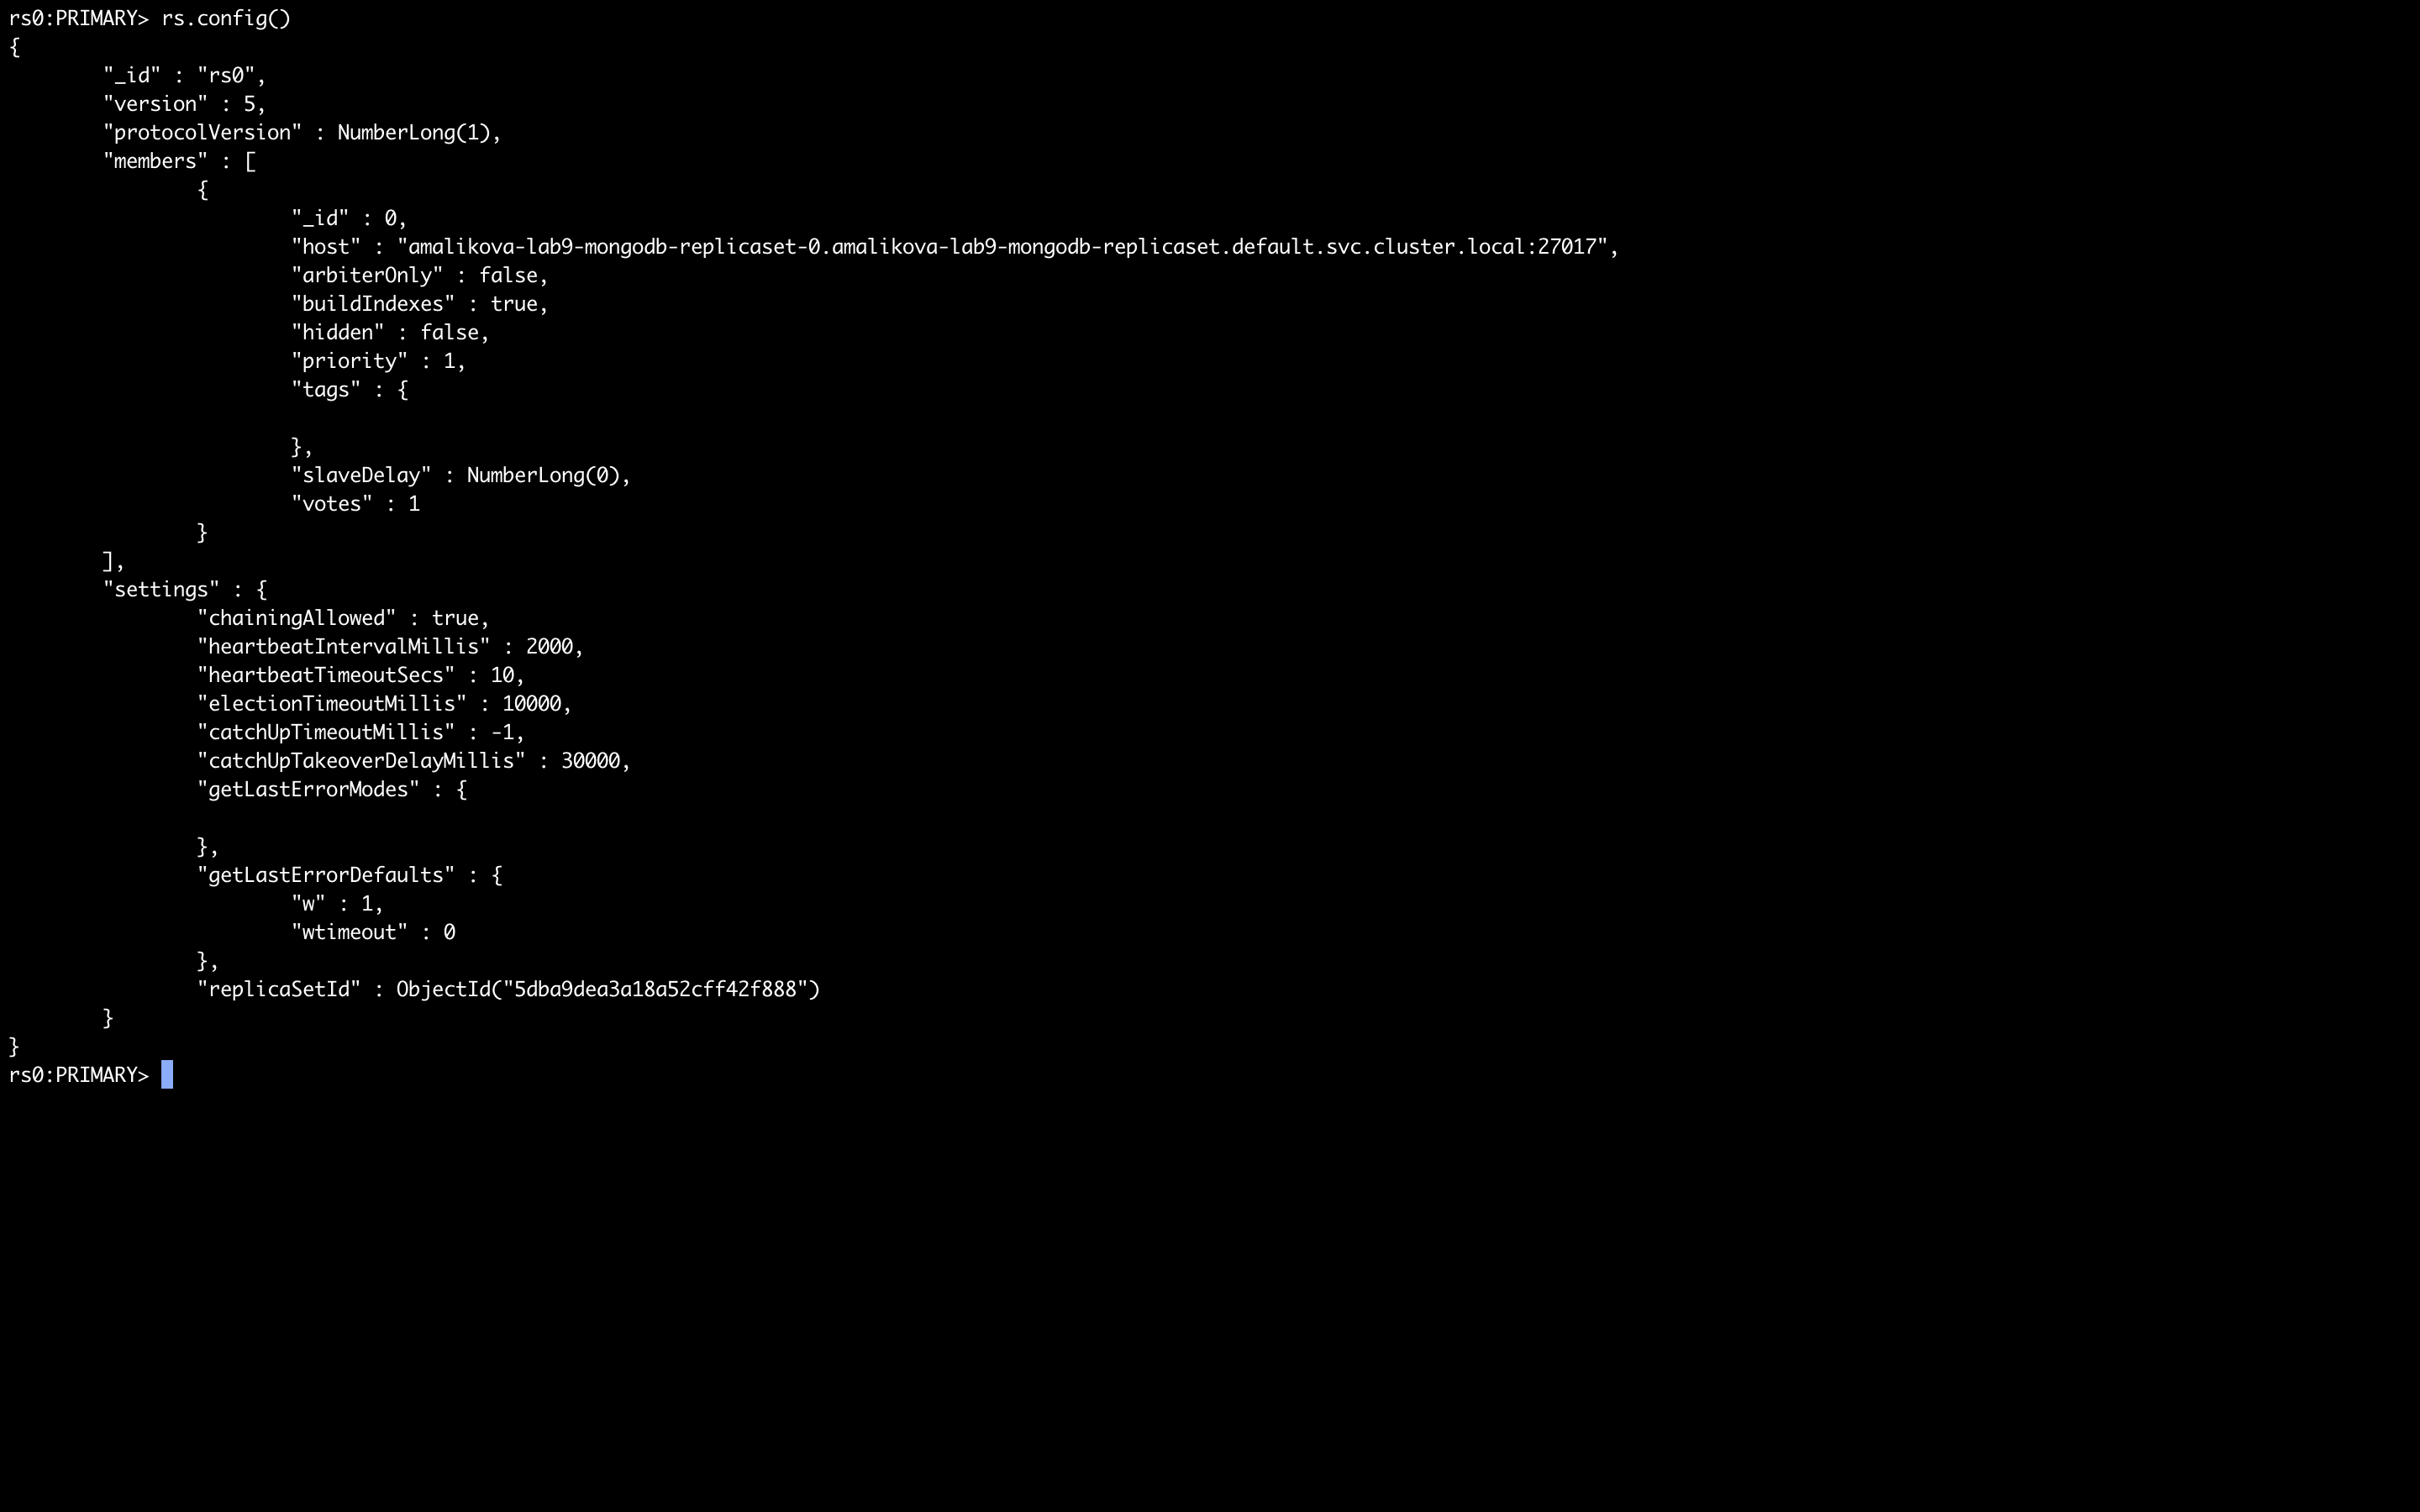 rs0:PRIMARY> rs.config()
{
        "_id" : "rs0",
        "version" : 5,
        "protocolVersion" : NumberLong(1),
        "members" : [
                {
                        "_id" : 0,
                        "host" : "amalikova-lab9-mongodb-replicaset-0.amalikova-lab9-mongodb-replicaset.default.svc.cluster.local:27017",
                        "arbiterOnly" : false,
                        "buildIndexes" : true,
                        "hidden" : false,
                        "priority" : 1,
                        "tags" : {

                        },
                        "slaveDelay" : NumberLong(0),
                        "votes" : 1
                }
        ],
        "settings" : {
                "chainingAllowed" : true,
                "heartbeatIntervalMillis" : 2000,
                "heartbeatTimeoutSecs" : 10,
                "electionTimeoutMillis" : 10000,
                "catchUpTimeoutMillis" : -1,
                "catchUpTakeoverDelayMillis" : 30000,
                "getLastErrorModes" : {

                },
                "getLastErrorDefaults" : {
                        "w" : 1,
                        "wtimeout" : 0
                },
                "replicaSetId" : ObjectId("5dba9dea3a18a52cff42f888")
        }
}
rs0:PRIMARY>